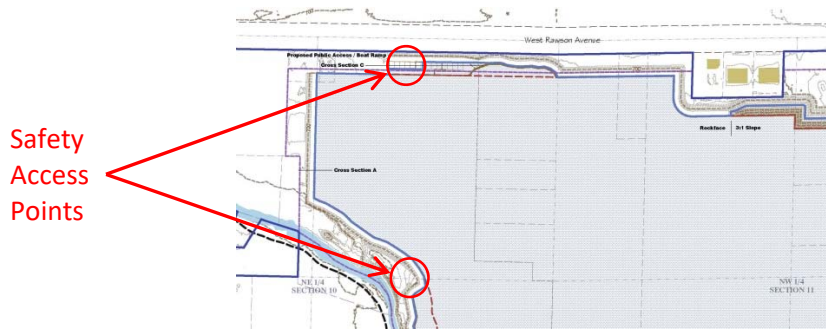 West Rawson Avenue
Proposed Public Access / Boat Ramp
Cross Section C
Rockface
3:1 Slope
Safety
Access
Points
Cross Section A
NE 1/4
SECTION 10
NW 1/4
SECTION 11